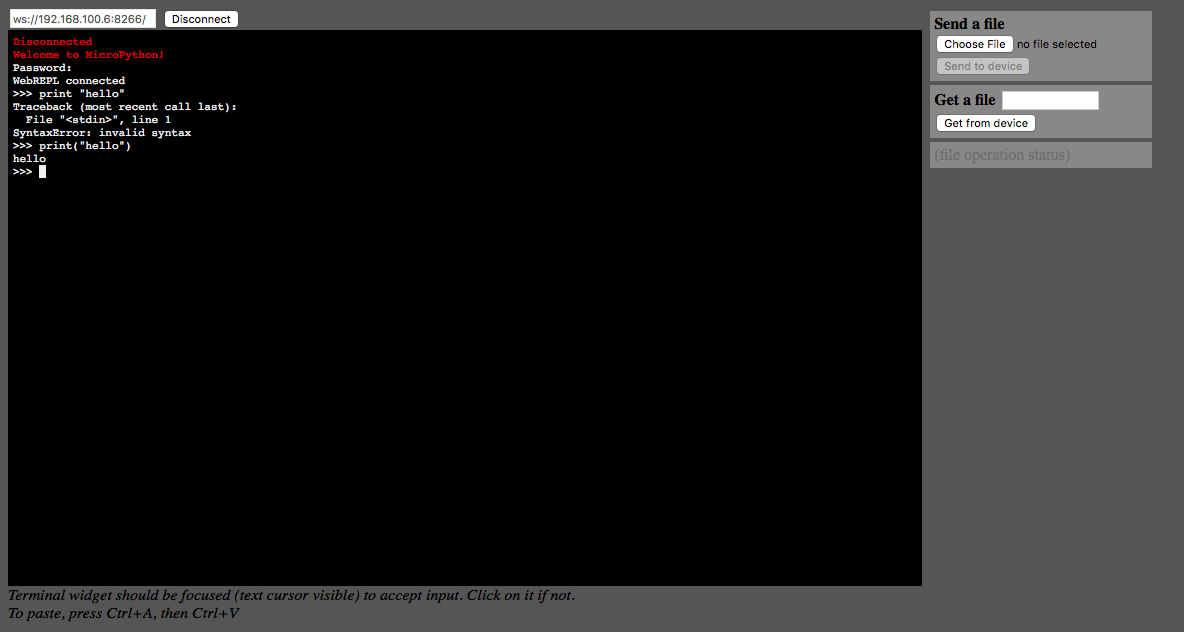 ws://192.168.100.6:8266/ Disconnect
Disconnected
Welcome to MicroPython!
Password:
WebREPL connected
>>> print "hello"
Traceback (most recent call last):
  File "<stdin>", line 1
SyntaxError: invalid syntax
>>> print("hello")
hello
>>>
Terminal widget should be focused (text cursor visible) to accept input. Click on it if not.
To paste, press Ctrl+A, then Ctrl+V
Send a file
Choose File no file selected
Send to device
Get a file
Get from device
(file operation status)